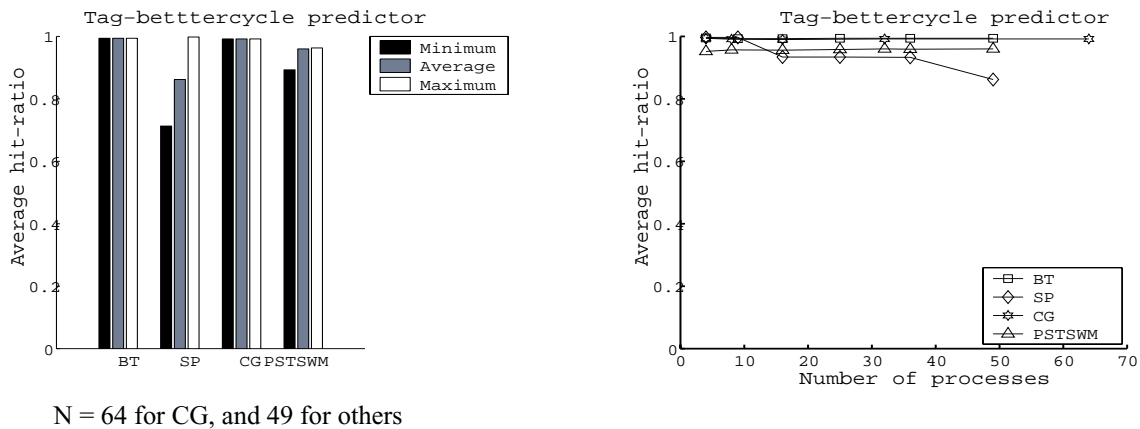 Tag-betttercycle predictor
1
0.8
0.6
0.4
0.2
0
Average hit-ratio
BT
SP
CG
PSTSWM
Minimum
Average
Maximum
N = 64 for CG, and 49 for others
Tag-bettercycle predictor
1
0.8
0.6
0.4
0.2
0
Average hit-ratio
0 10 20 30 40 50 60 70
Number of processes
BT
SP
CG
PSTSWM